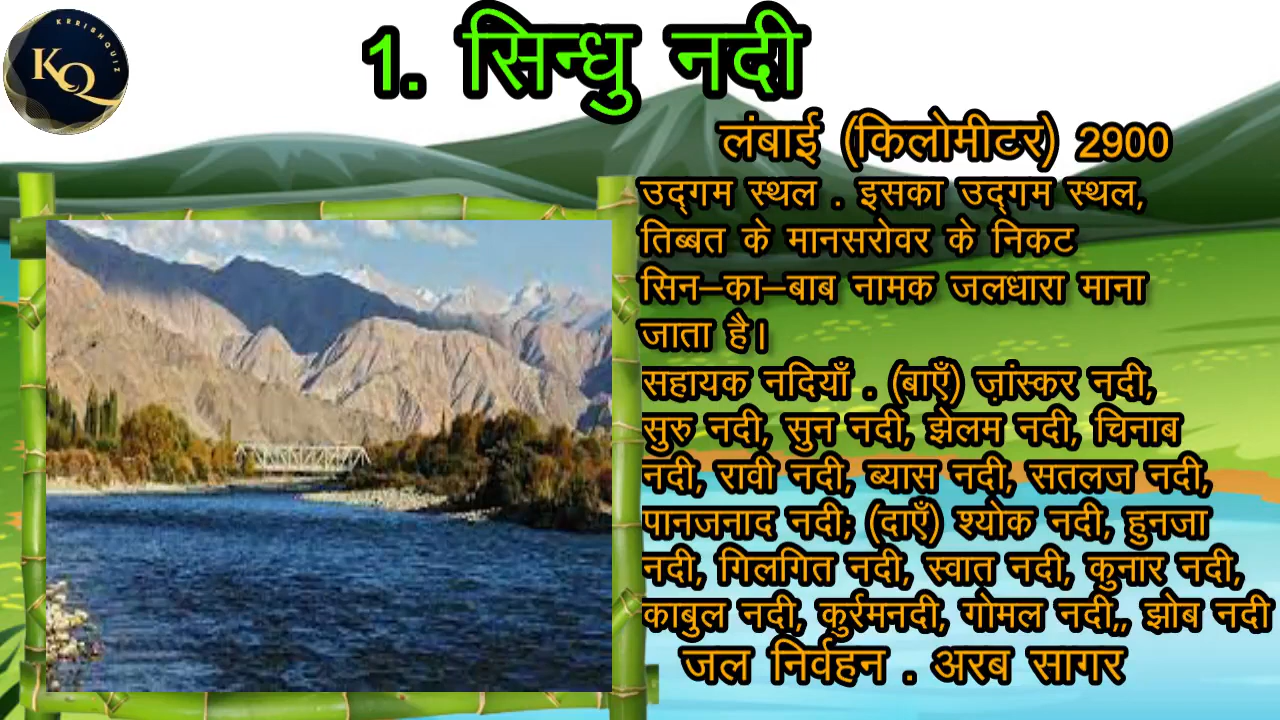 KRRISHQUIZ
KQ
1. सिन्धु नदी
लंबाई (किलोमीटर) 2900
उद्गम स्थल . इसका उद्गम स्थल,
तिब्बत के मानसरोवर के निकट
सिन–का–बाब नामक जलधारा माना
जाता है।
सहायक नदियाँ . (बाएँ) ज़ांस्कर नदी,
सुरु नदी, सुन नदी, झेलम नदी, चिनाब
नदी, रावी नदी, ब्यास नदी, सतलज नदी,
पानजनाद नदी; (दाएँ) श्योक नदी, हुनजा
नदी, गिलगित नदी, स्वात नदी, कुनार नदी,
काबुल नदी, कुर्रमनदी, गोमल नदी,, झोब नदी
जल निर्वहन . अरब सागर